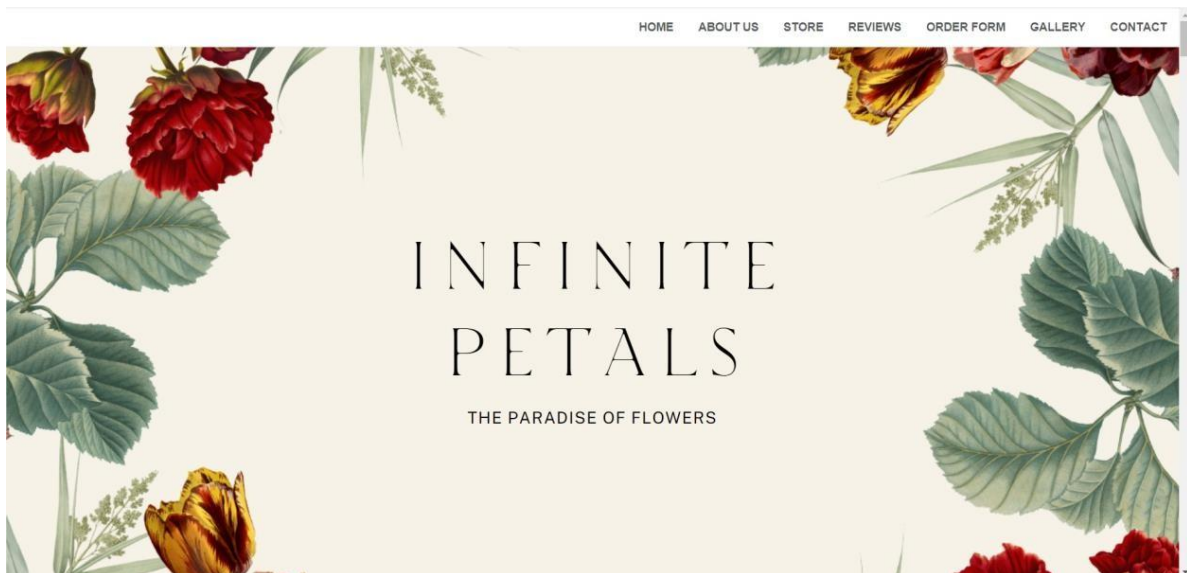 HOME ABOUT US STORE REVIEWS ORDER FORM GALLERY CONTACT
INFINITE
PETALS
THE PARADISE OF FLOWERS